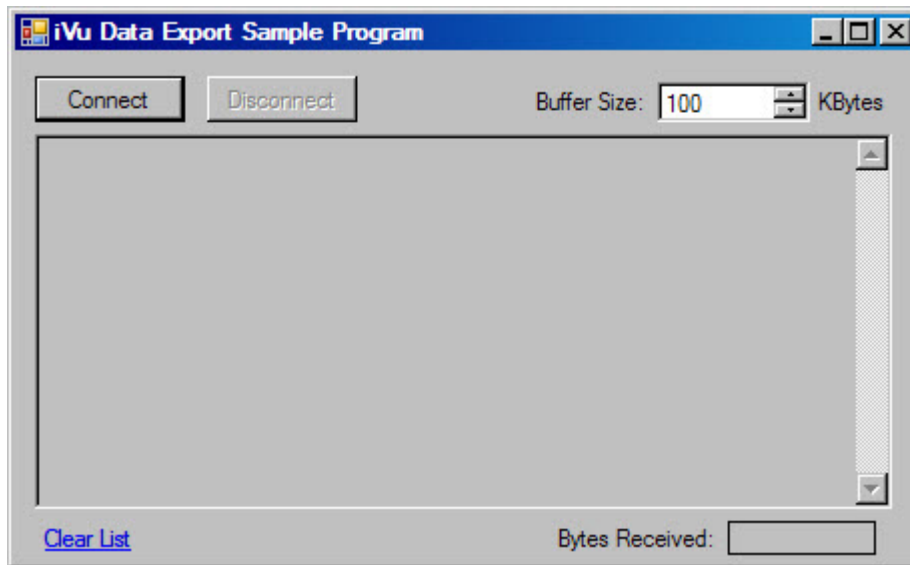 iVu Data Export Sample Program
Connect Disconnect Buffer Size: 100 KBytes
Clear List Bytes Received: